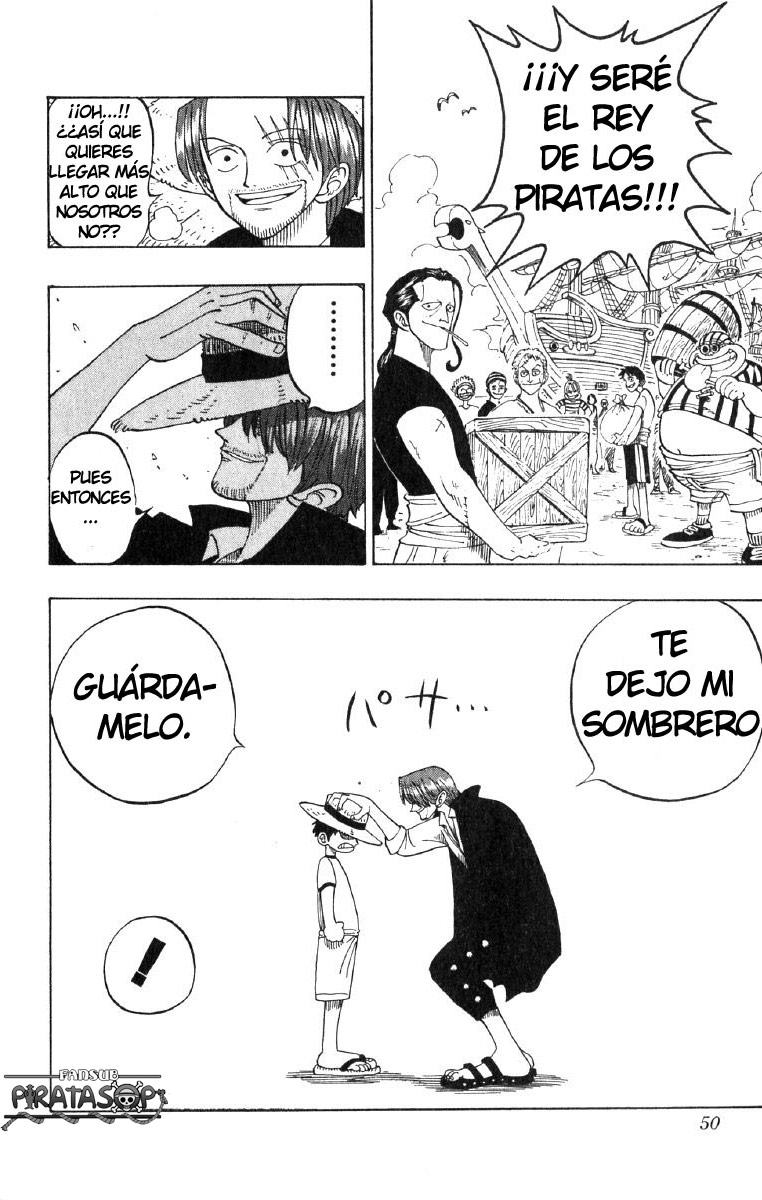 ¡¡¡Y SERÉ
EL REY
DE LOS
PIRATAS!!!
¡¡OH...!!
¿¿ASÍ QUE
QUIERES
LLEGAR MÁS
ALTO QUE
NOSOTROS
NO??
........
PUES
ENTONCES
...
TE
DEJO MI
SOMBRERO
パサ...
GUÁRDA-
MELO.
!
FANSUB
PIRATASOP
50